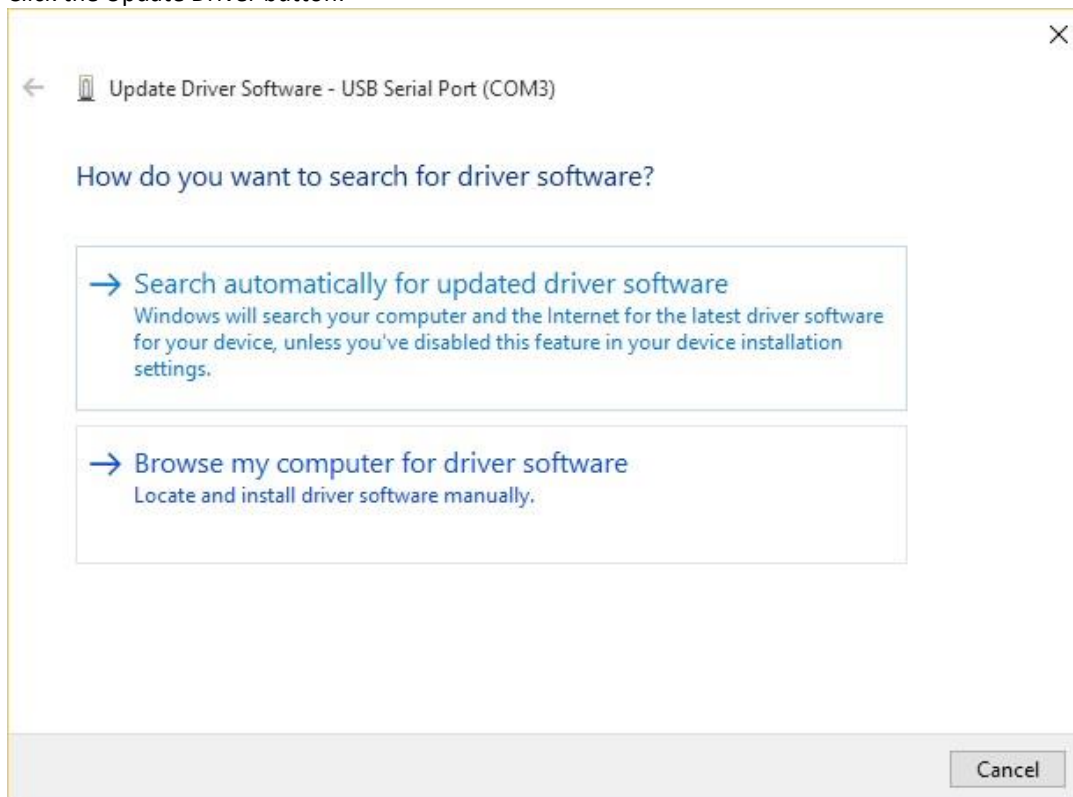 Click the Update Driver button.
Update Driver Software - USB Serial Port (COM3)
How do you want to search for driver software?
Search automatically for updated driver software
Windows will search your computer and the Internet for the latest driver software
for your device, unless you've disabled this feature in your device installation
settings.
Browse my computer for driver software
Locate and install driver software manually.
Cancel